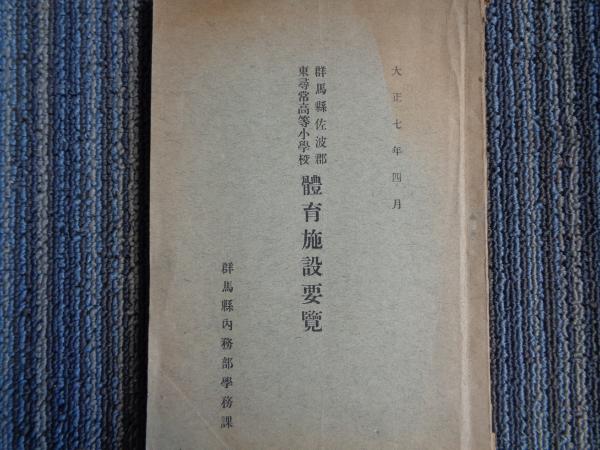 大正七年四月
群馬縣佐波郡
東尋常高等小學校
體育施設要覽
群馬縣內務部學務課